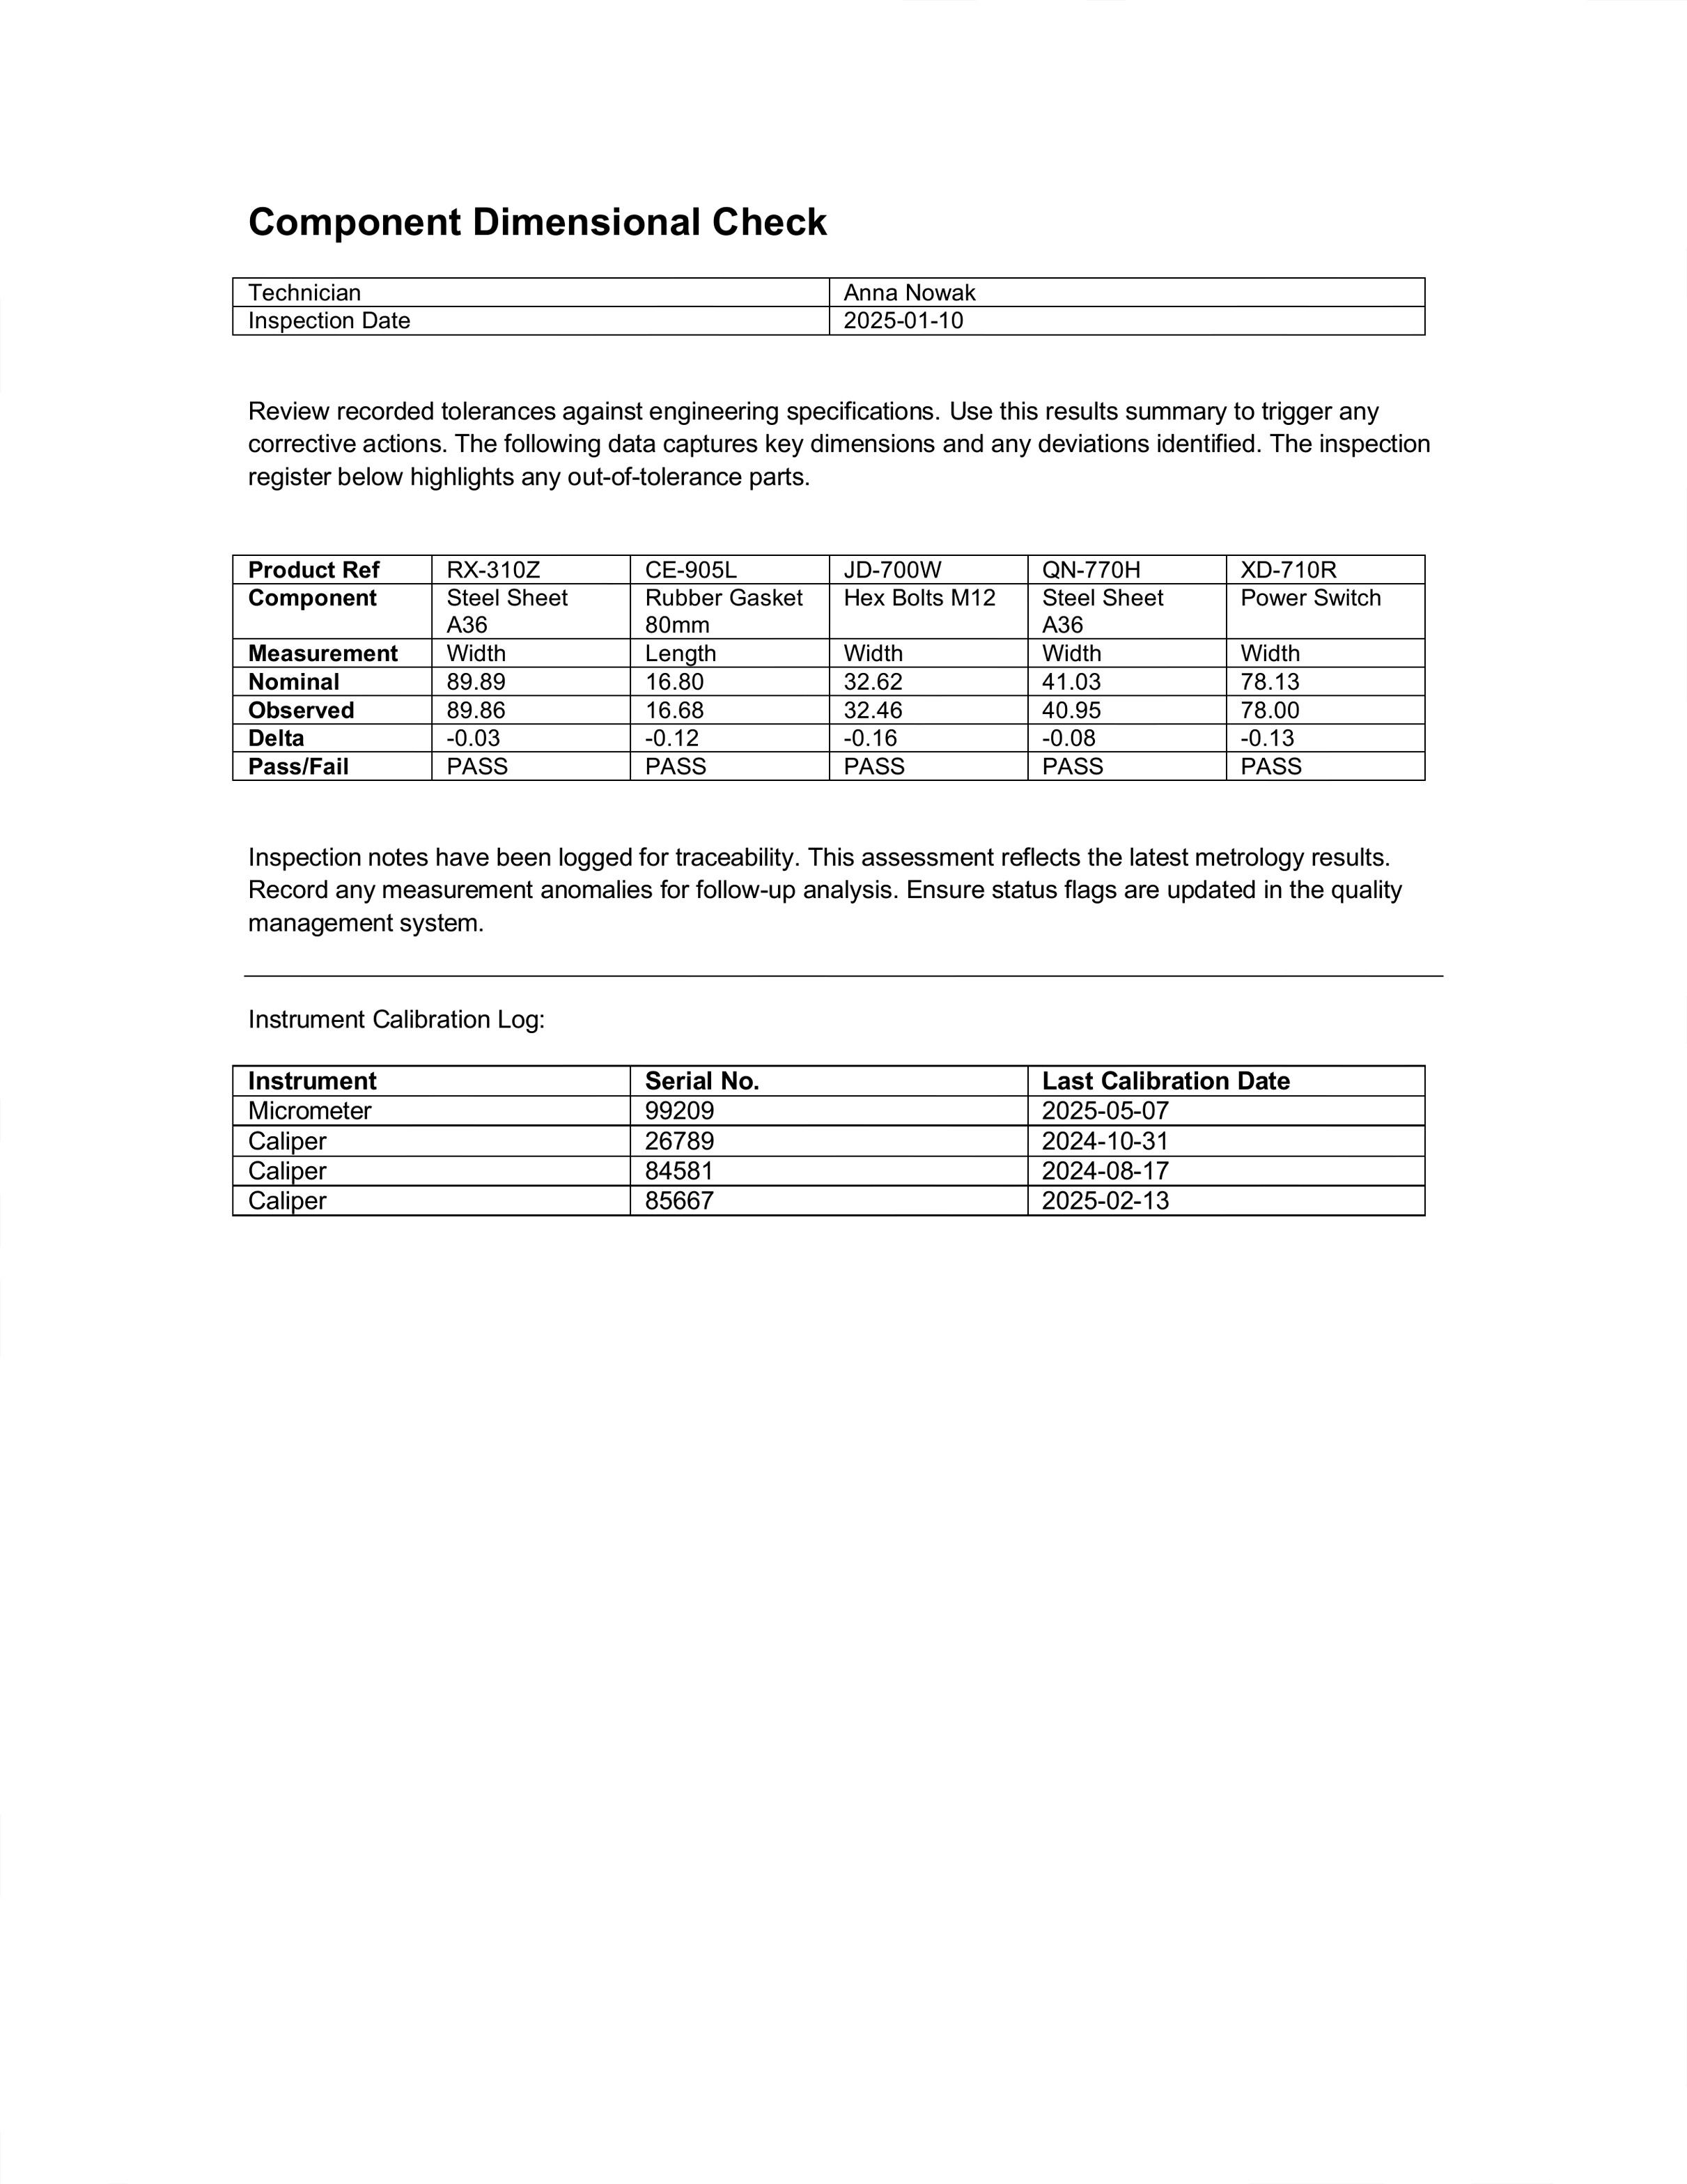 Component Dimensional Check
Technician Anna Nowak
Inspection Date 2025-01-10
Review recorded tolerances against engineering specifications. Use this results summary to trigger any
corrective actions. The following data captures key dimensions and any deviations identified. The inspection
register below highlights any out-of-tolerance parts.
Product Ref RX-310Z CE-905L JD-700W QN-770H XD-710R
Component Steel Sheet Rubber Gasket Hex Bolts M12 Steel Sheet Power Switch
A36 80mm A36
Measurement Width Length Width Width Width
Nominal 89.89 16.80 32.62 41.03 78.13
Observed 89.86 16.68 32.46 40.95 78.00
Delta -0.03 -0.12 -0.16 -0.08 -0.13
Pass/Fail PASS PASS PASS PASS PASS
Inspection notes have been logged for traceability. This assessment reflects the latest metrology results.
Record any measurement anomalies for follow-up analysis. Ensure status flags are updated in the quality
management system.
Instrument Calibration Log:
Instrument Serial No. Last Calibration Date
Micrometer 99209 2025-05-07
Caliper 26789 2024-10-31
Caliper 84581 2024-08-17
Caliper 85667 2025-02-13